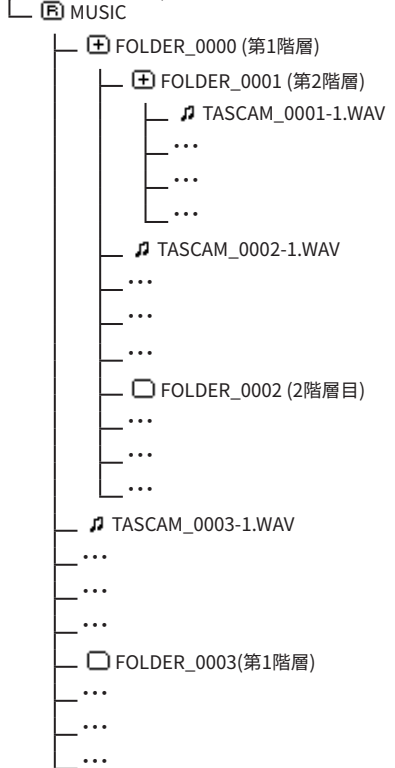 R MUSIC
FOLDER_0000 (第1階層)
FOLDER_0001 (第2階層)
TASCAM_0001-1.WAV
...
...
...
TASCAM_0002-1.WAV
...
...
...
FOLDER_0002 (2階層目)
...
...
...
TASCAM_0003-1.WAV
...
...
...
FOLDER_0003(第1階層)
...
...
...